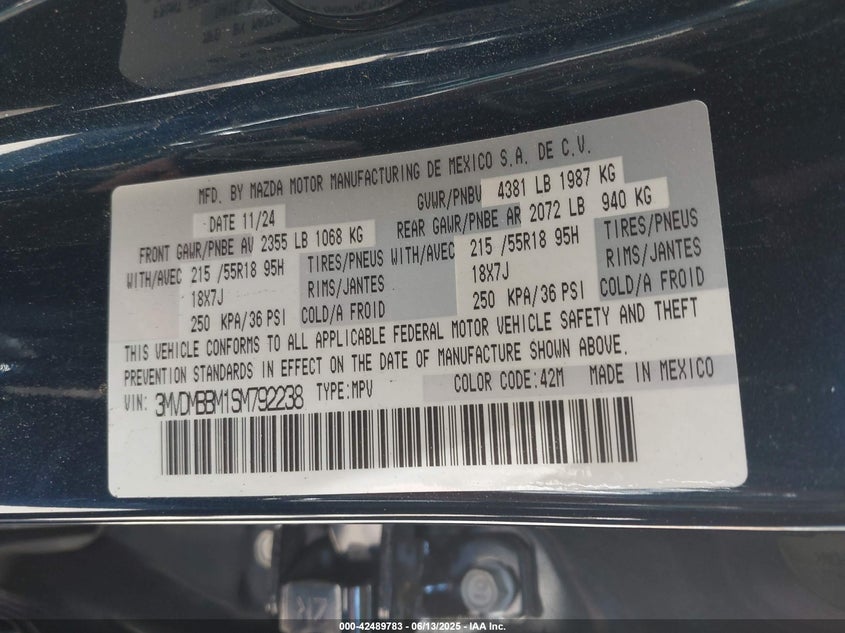 MFD. BY MAZDA MOTOR MANUFACTURING DE MEXICO S.A. DE C.V.
DATE 11/24 GVWR/PNBV 4381 LB 1987 KG
FRONT GAWR/PNBE AV 2355 LB 1068 KG REAR GAWR/PNBE AR 2072 LB 940 KG
WITH/AVEC 215 /55R18 95H TIRES/PNEUS WITH/AVEC 215 /55R18 95H TIRES/PNEUS
18X7J RIMS/JANTES 18X7J RIMS/JANTES
250 KPA/36 PSI COLD/A FROID 250 KPA/36 PSI COLD/A FROID
THIS VEHICLE CONFORMS TO ALL APPLICABLE FEDERAL MOTOR VEHICLE SAFETY AND THEFT
PREVENTION STANDARDS IN EFFECT ON THE DATE OF MANUFACTURE SHOWN ABOVE.
VIN: 3MVDMBBM1SM792238 TYPE:MPV COLOR CODE:42M MADE IN MEXICO
000-42489783 - 06/13/2025 - IAA Inc.